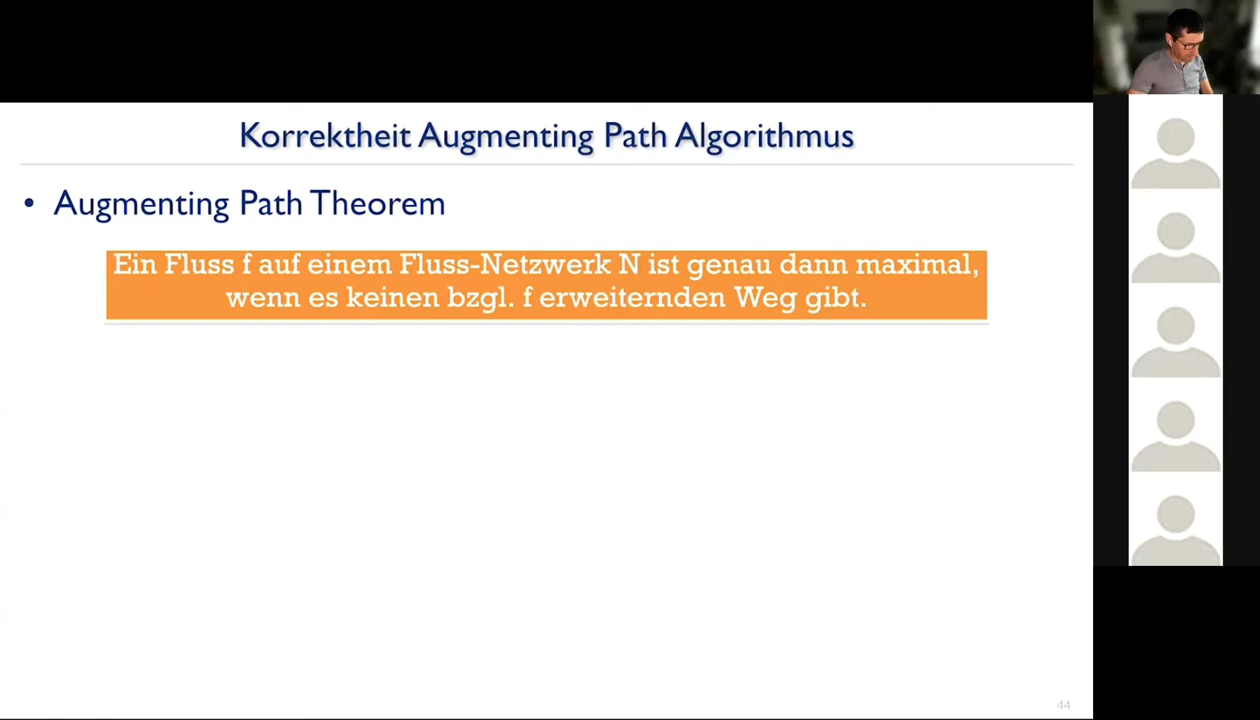 Korrektheit Augmenting Path Algorithmus
• Augmenting Path Theorem
Ein Fluss f auf einem Fluss-Netzwerk N ist genau dann maximal,
wenn es keinen bzgl. f erweiternden Weg gibt.
44